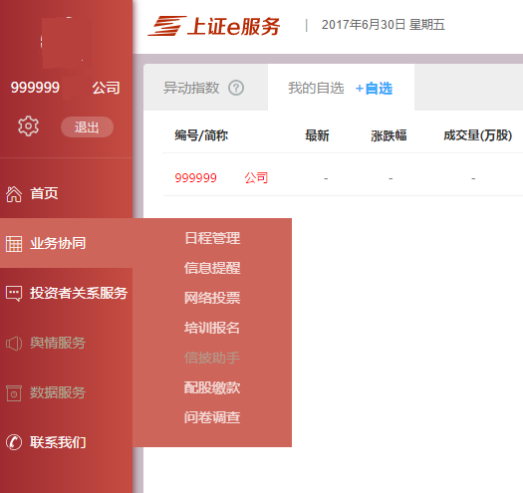 上证e服务 | 2017年6月30日 星期五
999999 公司
退出
异动指数 ? 我的自选 +自选
编号/简称 最新 涨跌幅 成交量(万股)
999999 公司 - - -
首页
业务协同
投资者关系服务
舆情服务
数据服务
联系我们
日程管理
信息提醒
网络投票
培训报名
信披助手
配股缴款
问卷调查